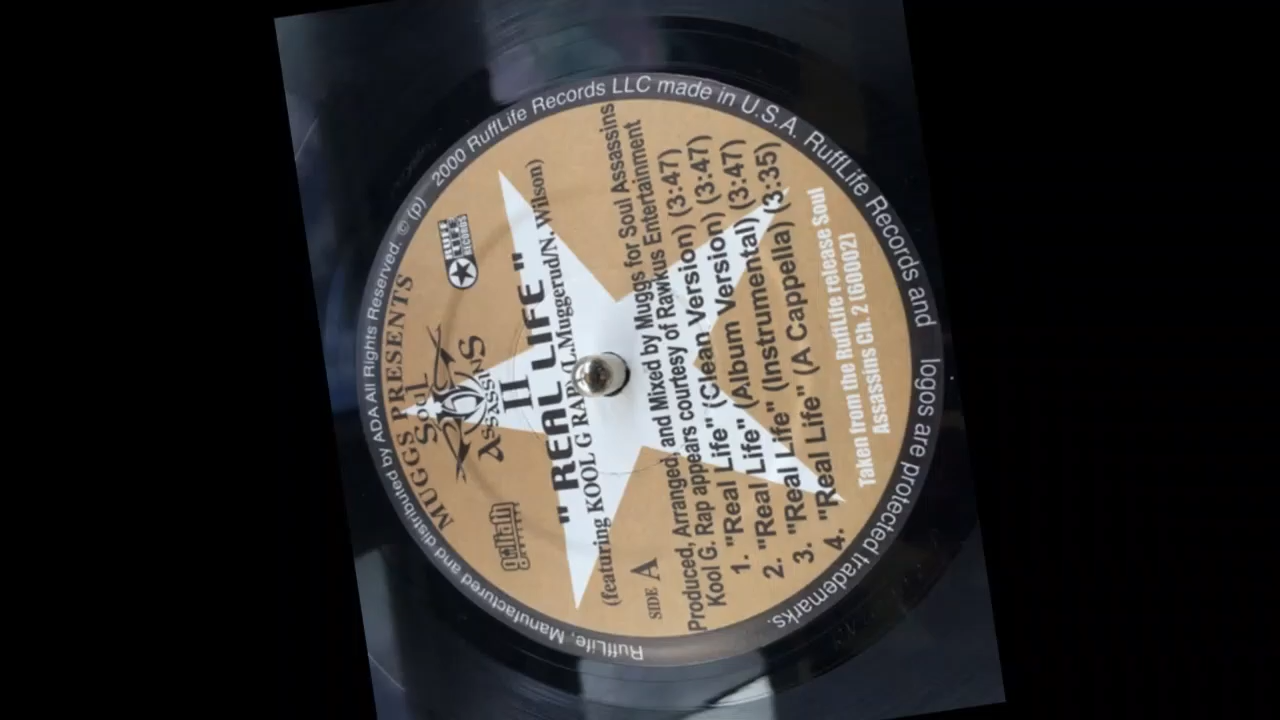 MUGGS PRESENTS
Soul
Assassins
II
RUFF
LIFE
RECORDS
goliath
" REAL LIFE "
(featuring KOOL G RAP) (L.Muggerud/N. Wilson)
SIDE A
Produced, Arranged, and Mixed by Muggs for Soul Assassins
Kool G. Rap appears courtesy of Rawkus Entertainment
1. "Real Life" (Clean Version) (3:47)
2. "Real Life" (Album Version) (3:47)
3. "Real Life" (Instrumental) (3:47)
4. "Real Life" (A Cappella) (3:35)
Taken from the RuffLife release Soul
Assassins Ch. 2 (60002)
RuffLife, Manufactured and distributed by ADA All Rights Reserved. © (p) 2000 RuffLife Records LLC made in U.S.A. RuffLife Records and logos are protected trademarks.